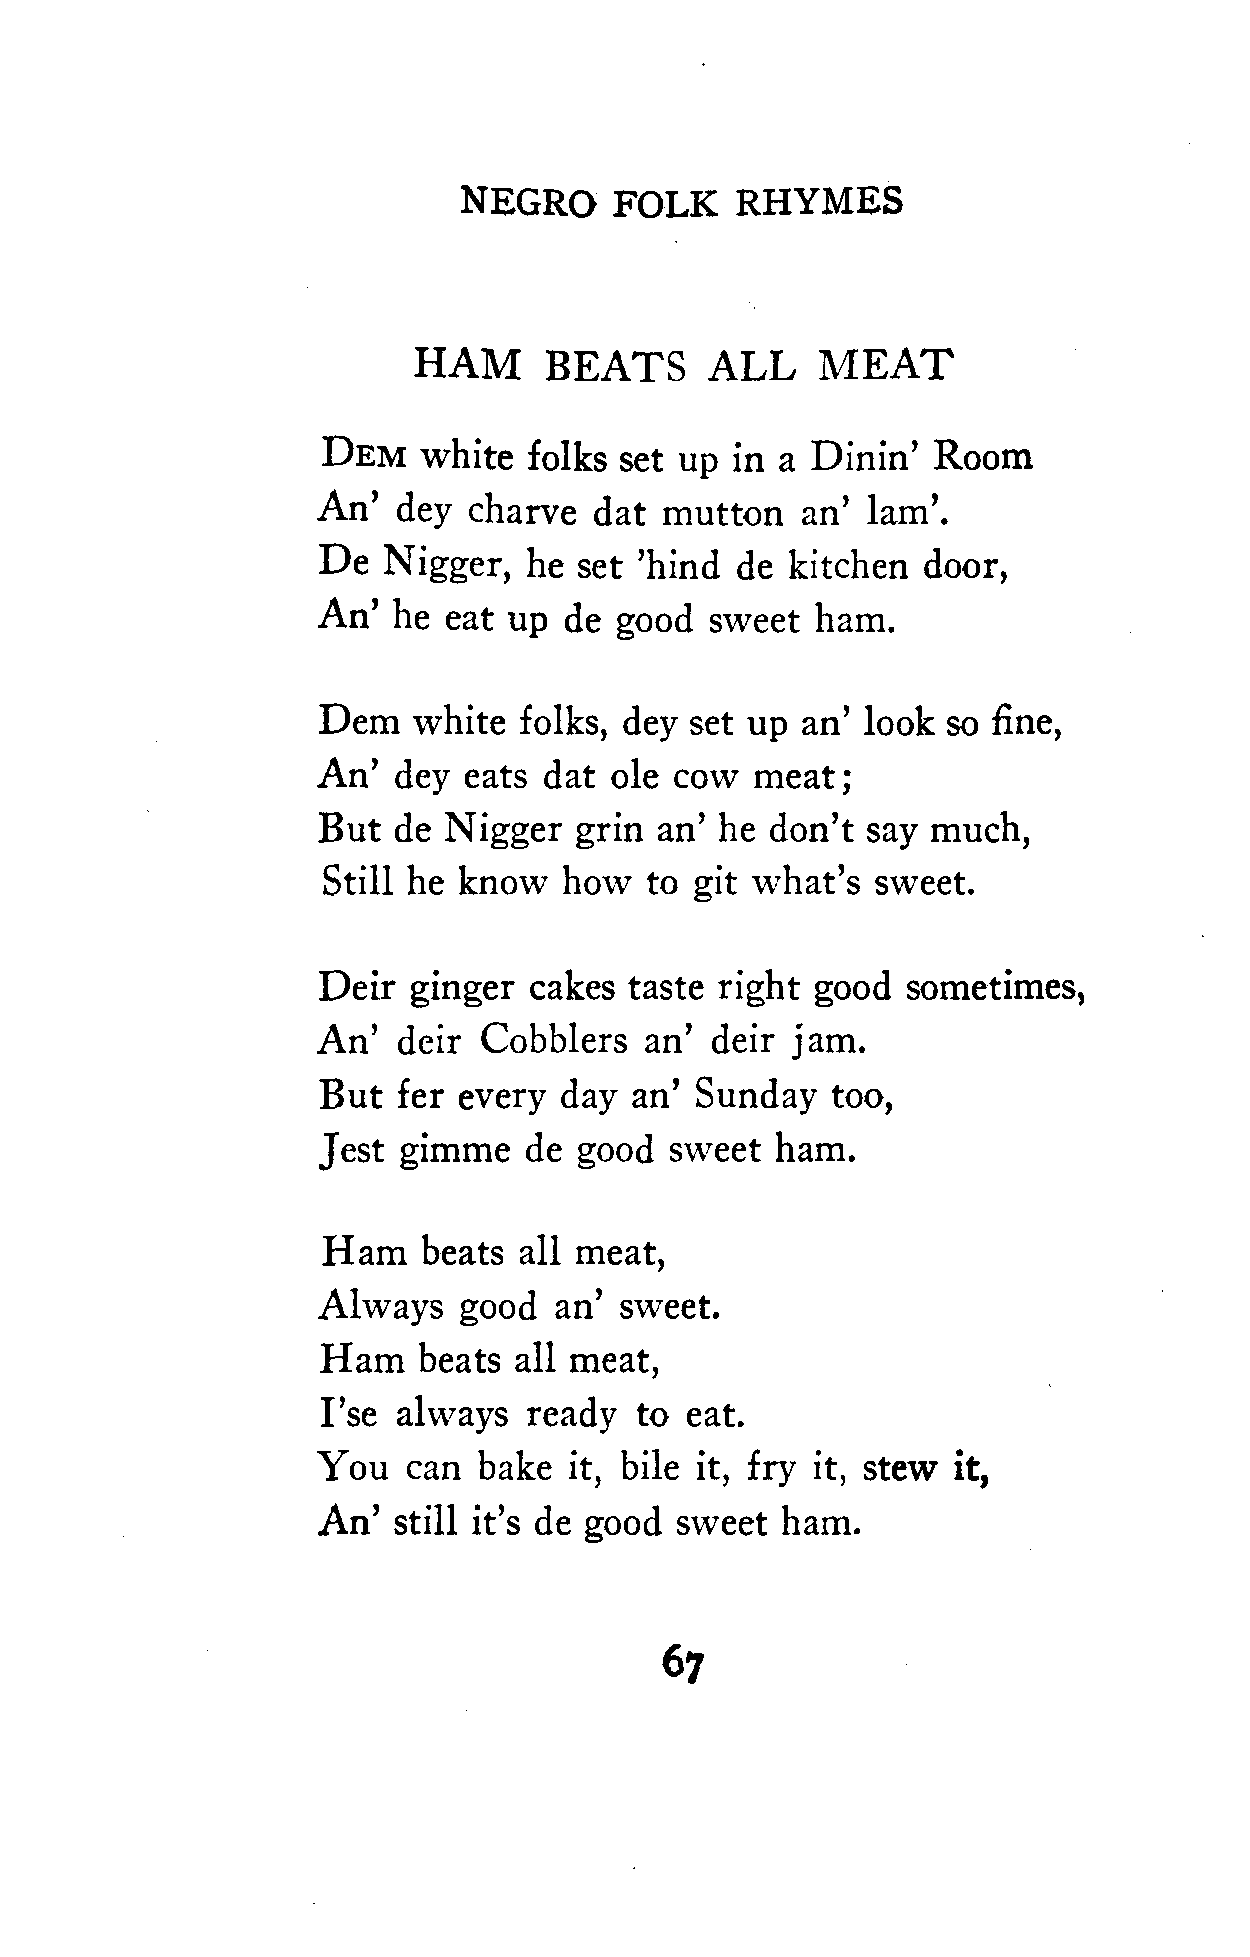 NEGRO FOLK RHYMES
HAM BEATS ALL MEAT
DEM white folks set up in a Dinin' Room
An' dey charve dat mutton an' lam'.
De Nigger, he set 'hind de kitchen door,
An' he eat up de good sweet ham.
Dem white folks, dey set up an' look so fine,
An' dey eats dat ole cow meat;
But de Nigger grin an' he don't say much,
Still he know how to git what's sweet.
Deir ginger cakes taste right good sometimes,
An' deir Cobblers an' deir jam.
But fer every day an' Sunday too,
Jest gimme de good sweet ham.
Ham beats all meat,
Always good an' sweet.
Ham beats all meat,
I'se always ready to eat.
You can bake it, bile it, fry it, stew it,
An' still it's de good sweet ham.
67